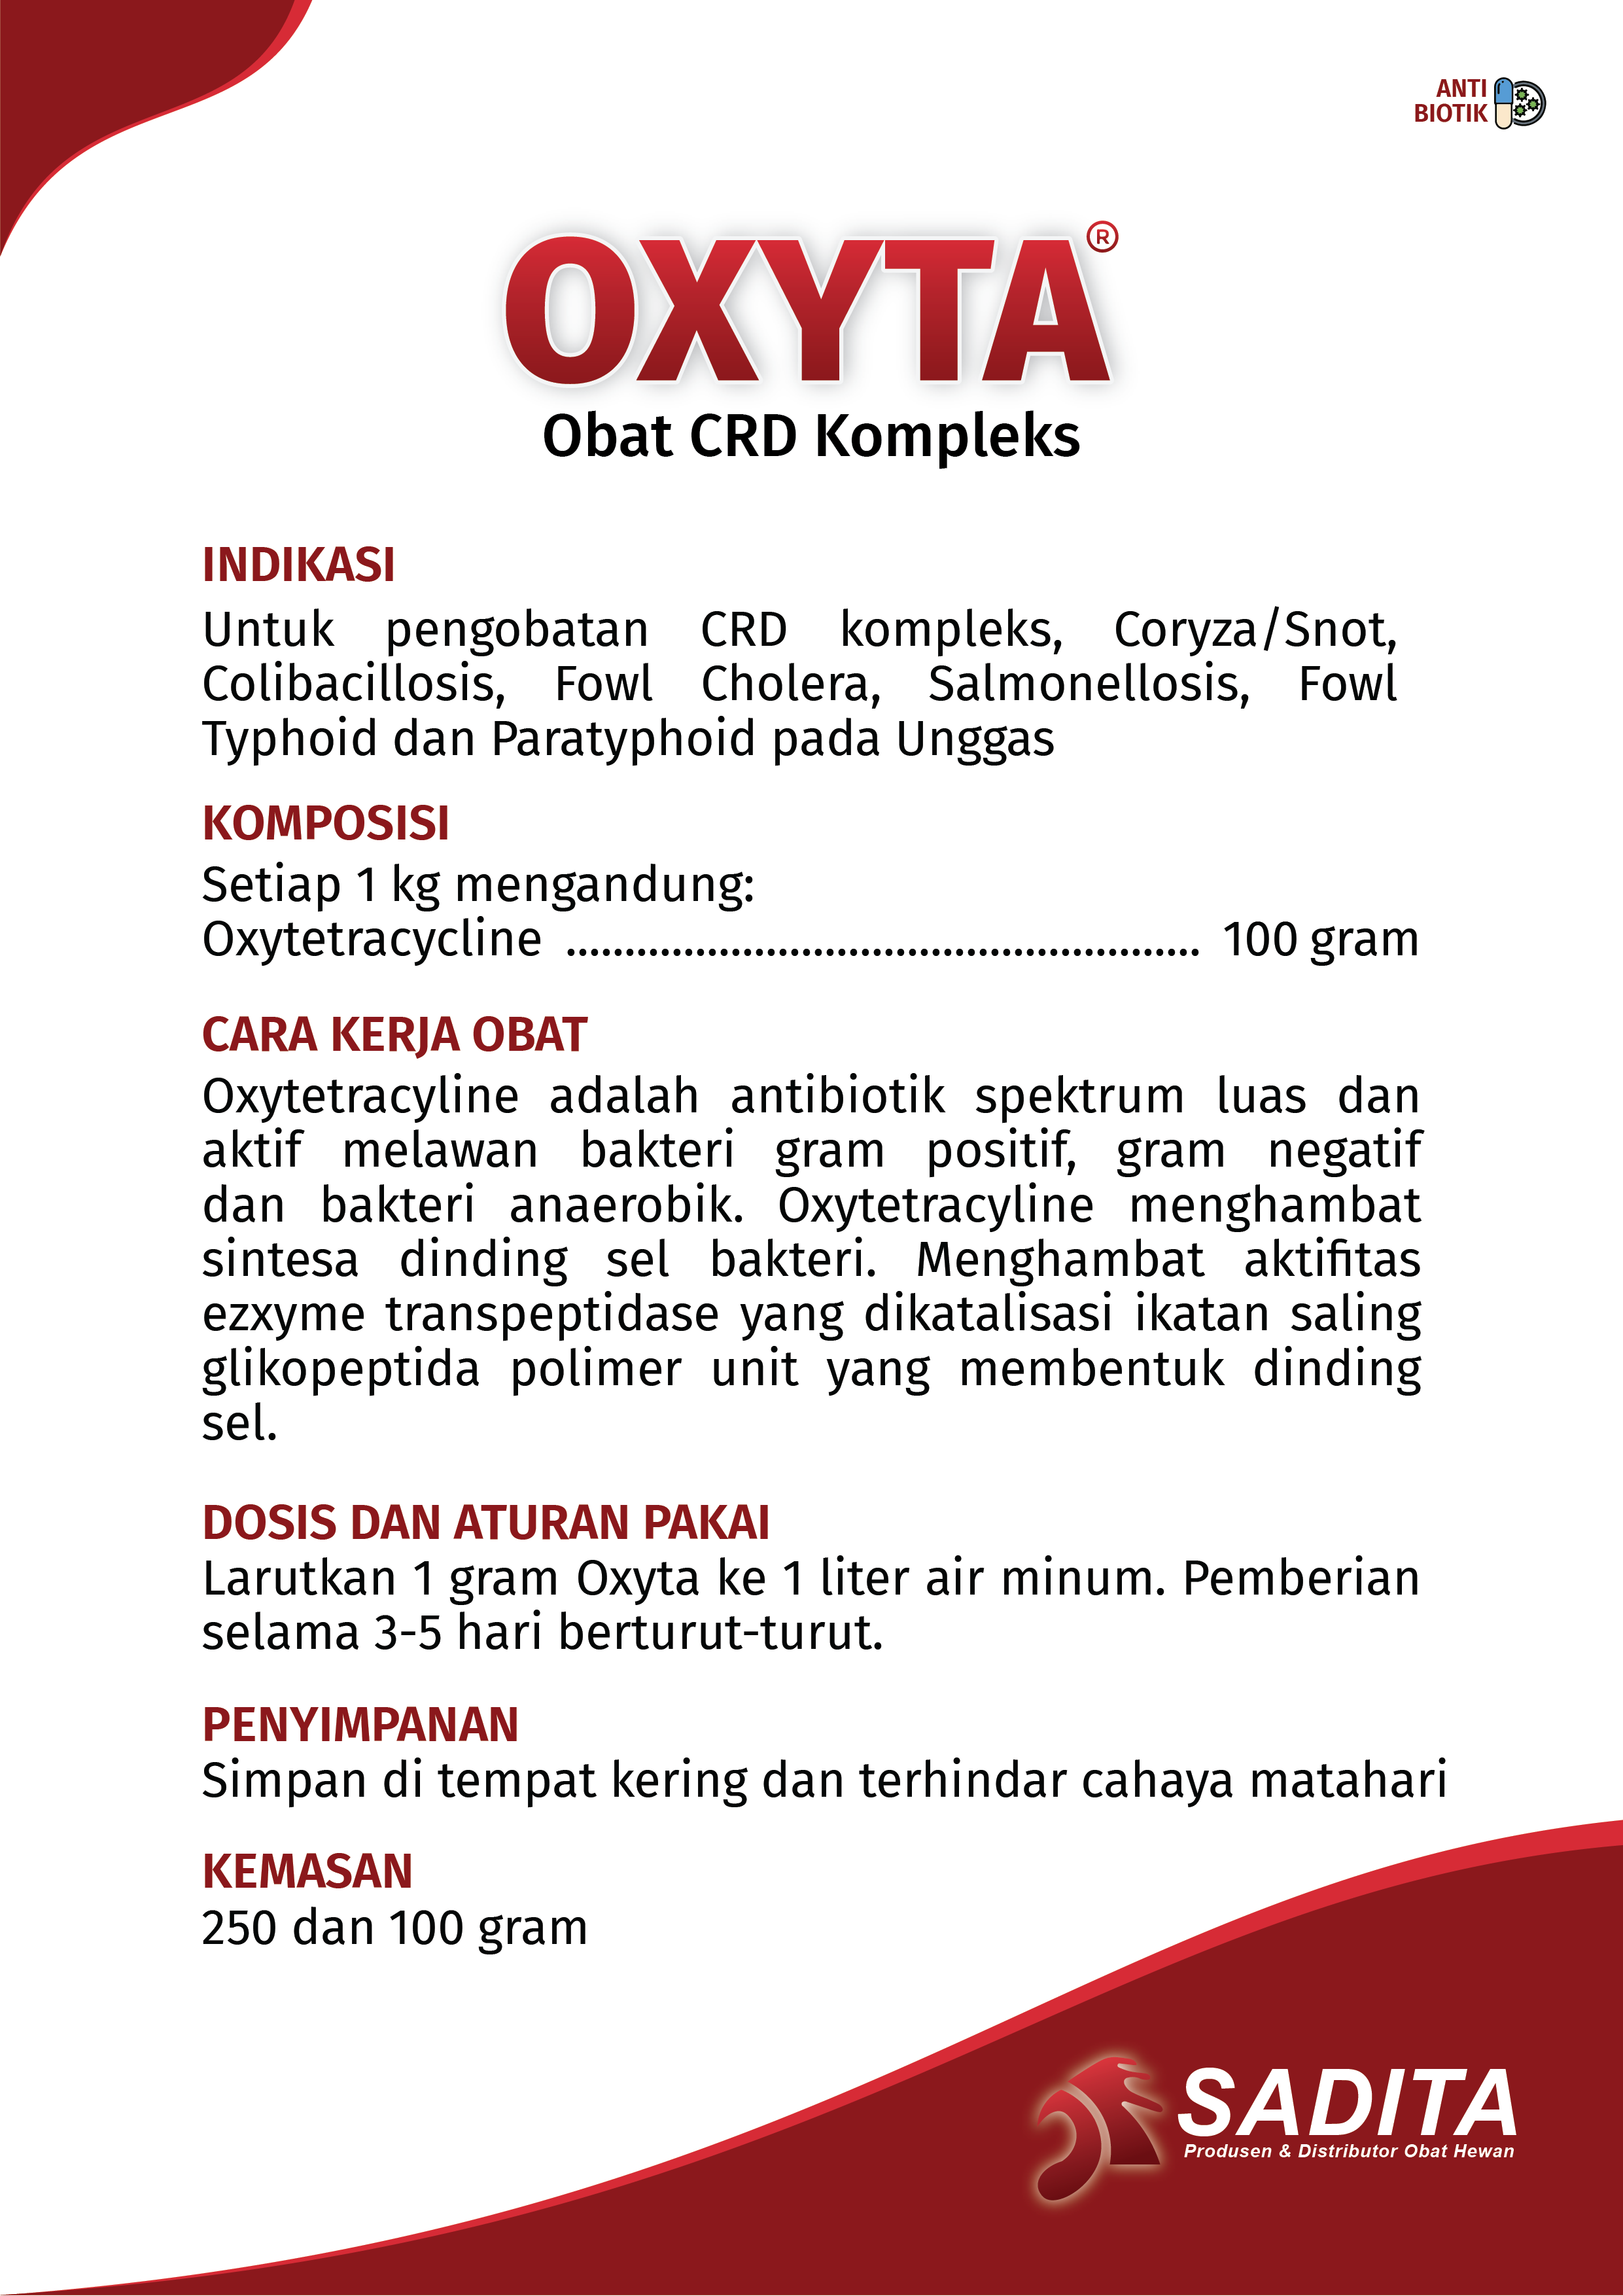 ANTI
BIOTIK
OXYTA®
Obat CRD Kompleks
INDIKASI
Untuk pengobatan CRD kompleks, Coryza/Snot,
Colibacillosis, Fowl Cholera, Salmonellosis, Fowl
Typhoid dan Paratyphoid pada Unggas
KOMPOSISI
Setiap 1 kg mengandung:
Oxytetracycline ...................................................... 100 gram
CARA KERJA OBAT
Oxytetracyline adalah antibiotik spektrum luas dan
aktif melawan bakteri gram positif, gram negatif
dan bakteri anaerobik. Oxytetracyline menghambat
sintesa dinding sel bakteri. Menghambat aktifitas
ezxyme transpeptidase yang dikatalisasi ikatan saling
glikopeptida polimer unit yang membentuk dinding
sel.
DOSIS DAN ATURAN PAKAI
Larutkan 1 gram Oxyta ke 1 liter air minum. Pemberian
selama 3-5 hari berturut-turut.
PENYIMPANAN
Simpan di tempat kering dan terhindar cahaya matahari
KEMASAN
250 dan 100 gram
SADITA
Produsen & Distributor Obat Hewan